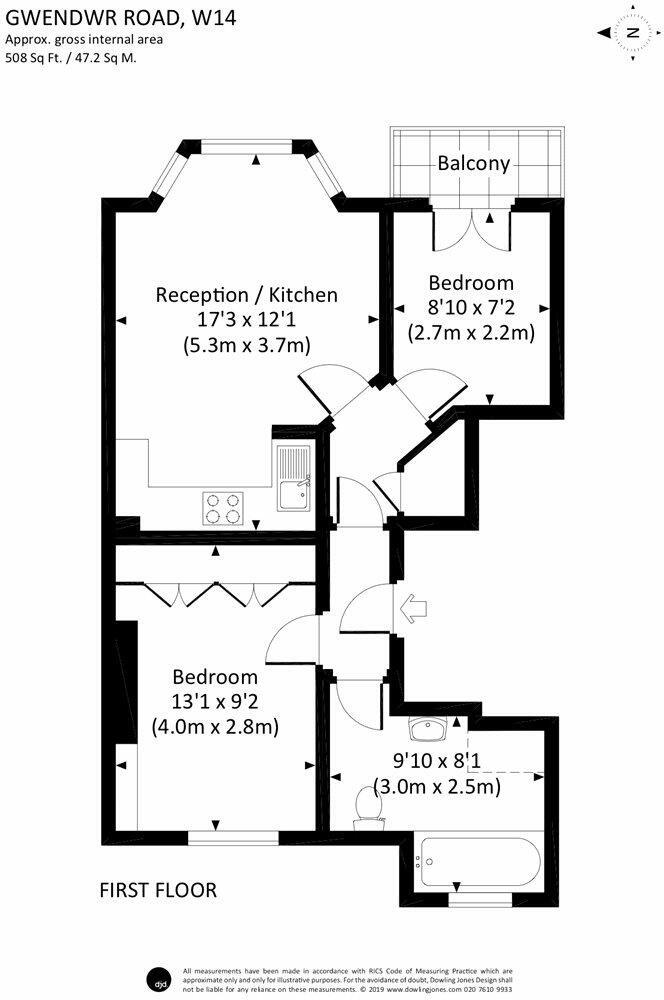 GWENDWR ROAD, W14
Approx. gross internal area
508 Sq Ft. / 47.2 Sq M.
N
Balcony
Reception / Kitchen
17'3 x 12'1
(5.3m x 3.7m)
Bedroom
8'10 x 7'2
(2.7m x 2.2m)
Bedroom
13'1 x 9'2
(4.0m x 2.8m)
9'10 x 8'1
(3.0m x 2.5m)
FIRST FLOOR
djd.
All measurements have been made in accordance with RICS Code of Measuring Practice which are
approximate only and only for illustrative purposes. For the avoidance of doubt, Dowling Jones Design shall
not be liable for any reliance on these measurements. © 2019 www.dowlingjones.com 020 7610 9933